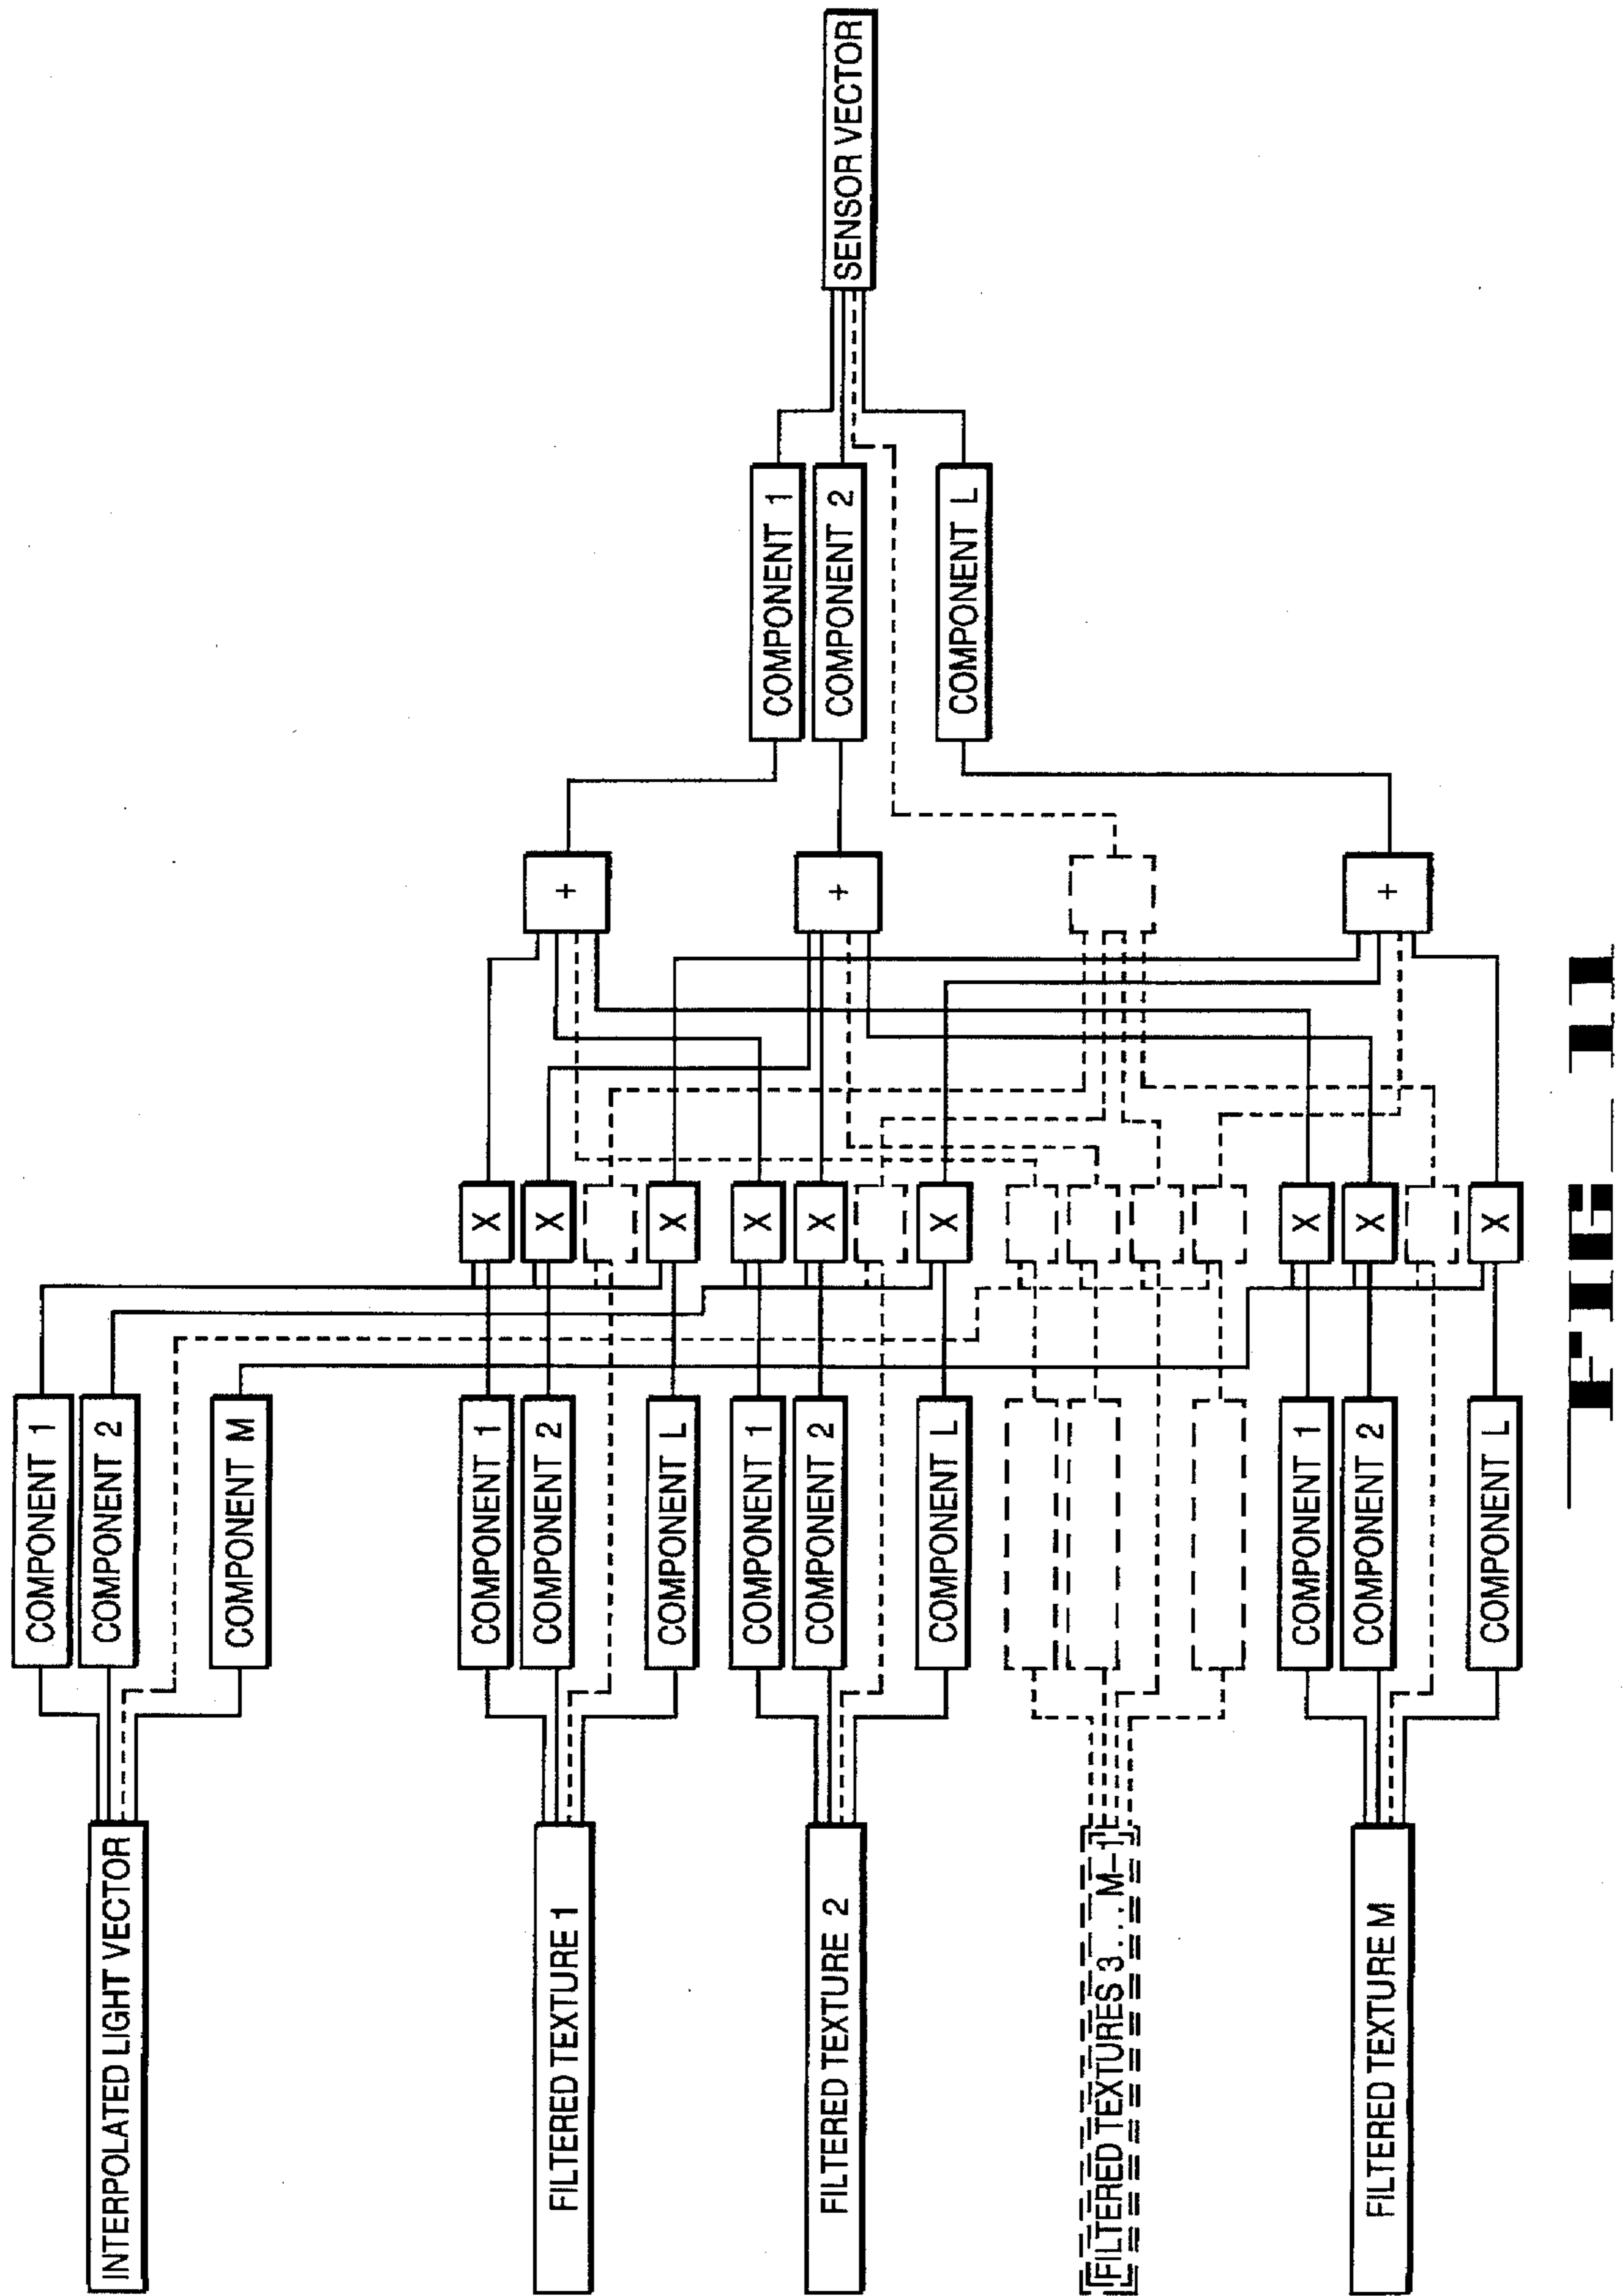 INTERPOLATED LIGHT VECTOR
COMPONENT 1
COMPONENT 2
COMPONENT M
FILTERED TEXTURE 1
COMPONENT 1
COMPONENT 2
COMPONENT L
X
X
X
FILTERED TEXTURE 2
COMPONENT 1
COMPONENT 2
COMPONENT L
X
X
X
FILTERED TEXTURES 3...M-1
FILTERED TEXTURE M
COMPONENT 1
COMPONENT 2
COMPONENT L
X
X
X
+
+
+
COMPONENT 1
COMPONENT 2
COMPONENT L
SENSOR VECTOR
FIG 11